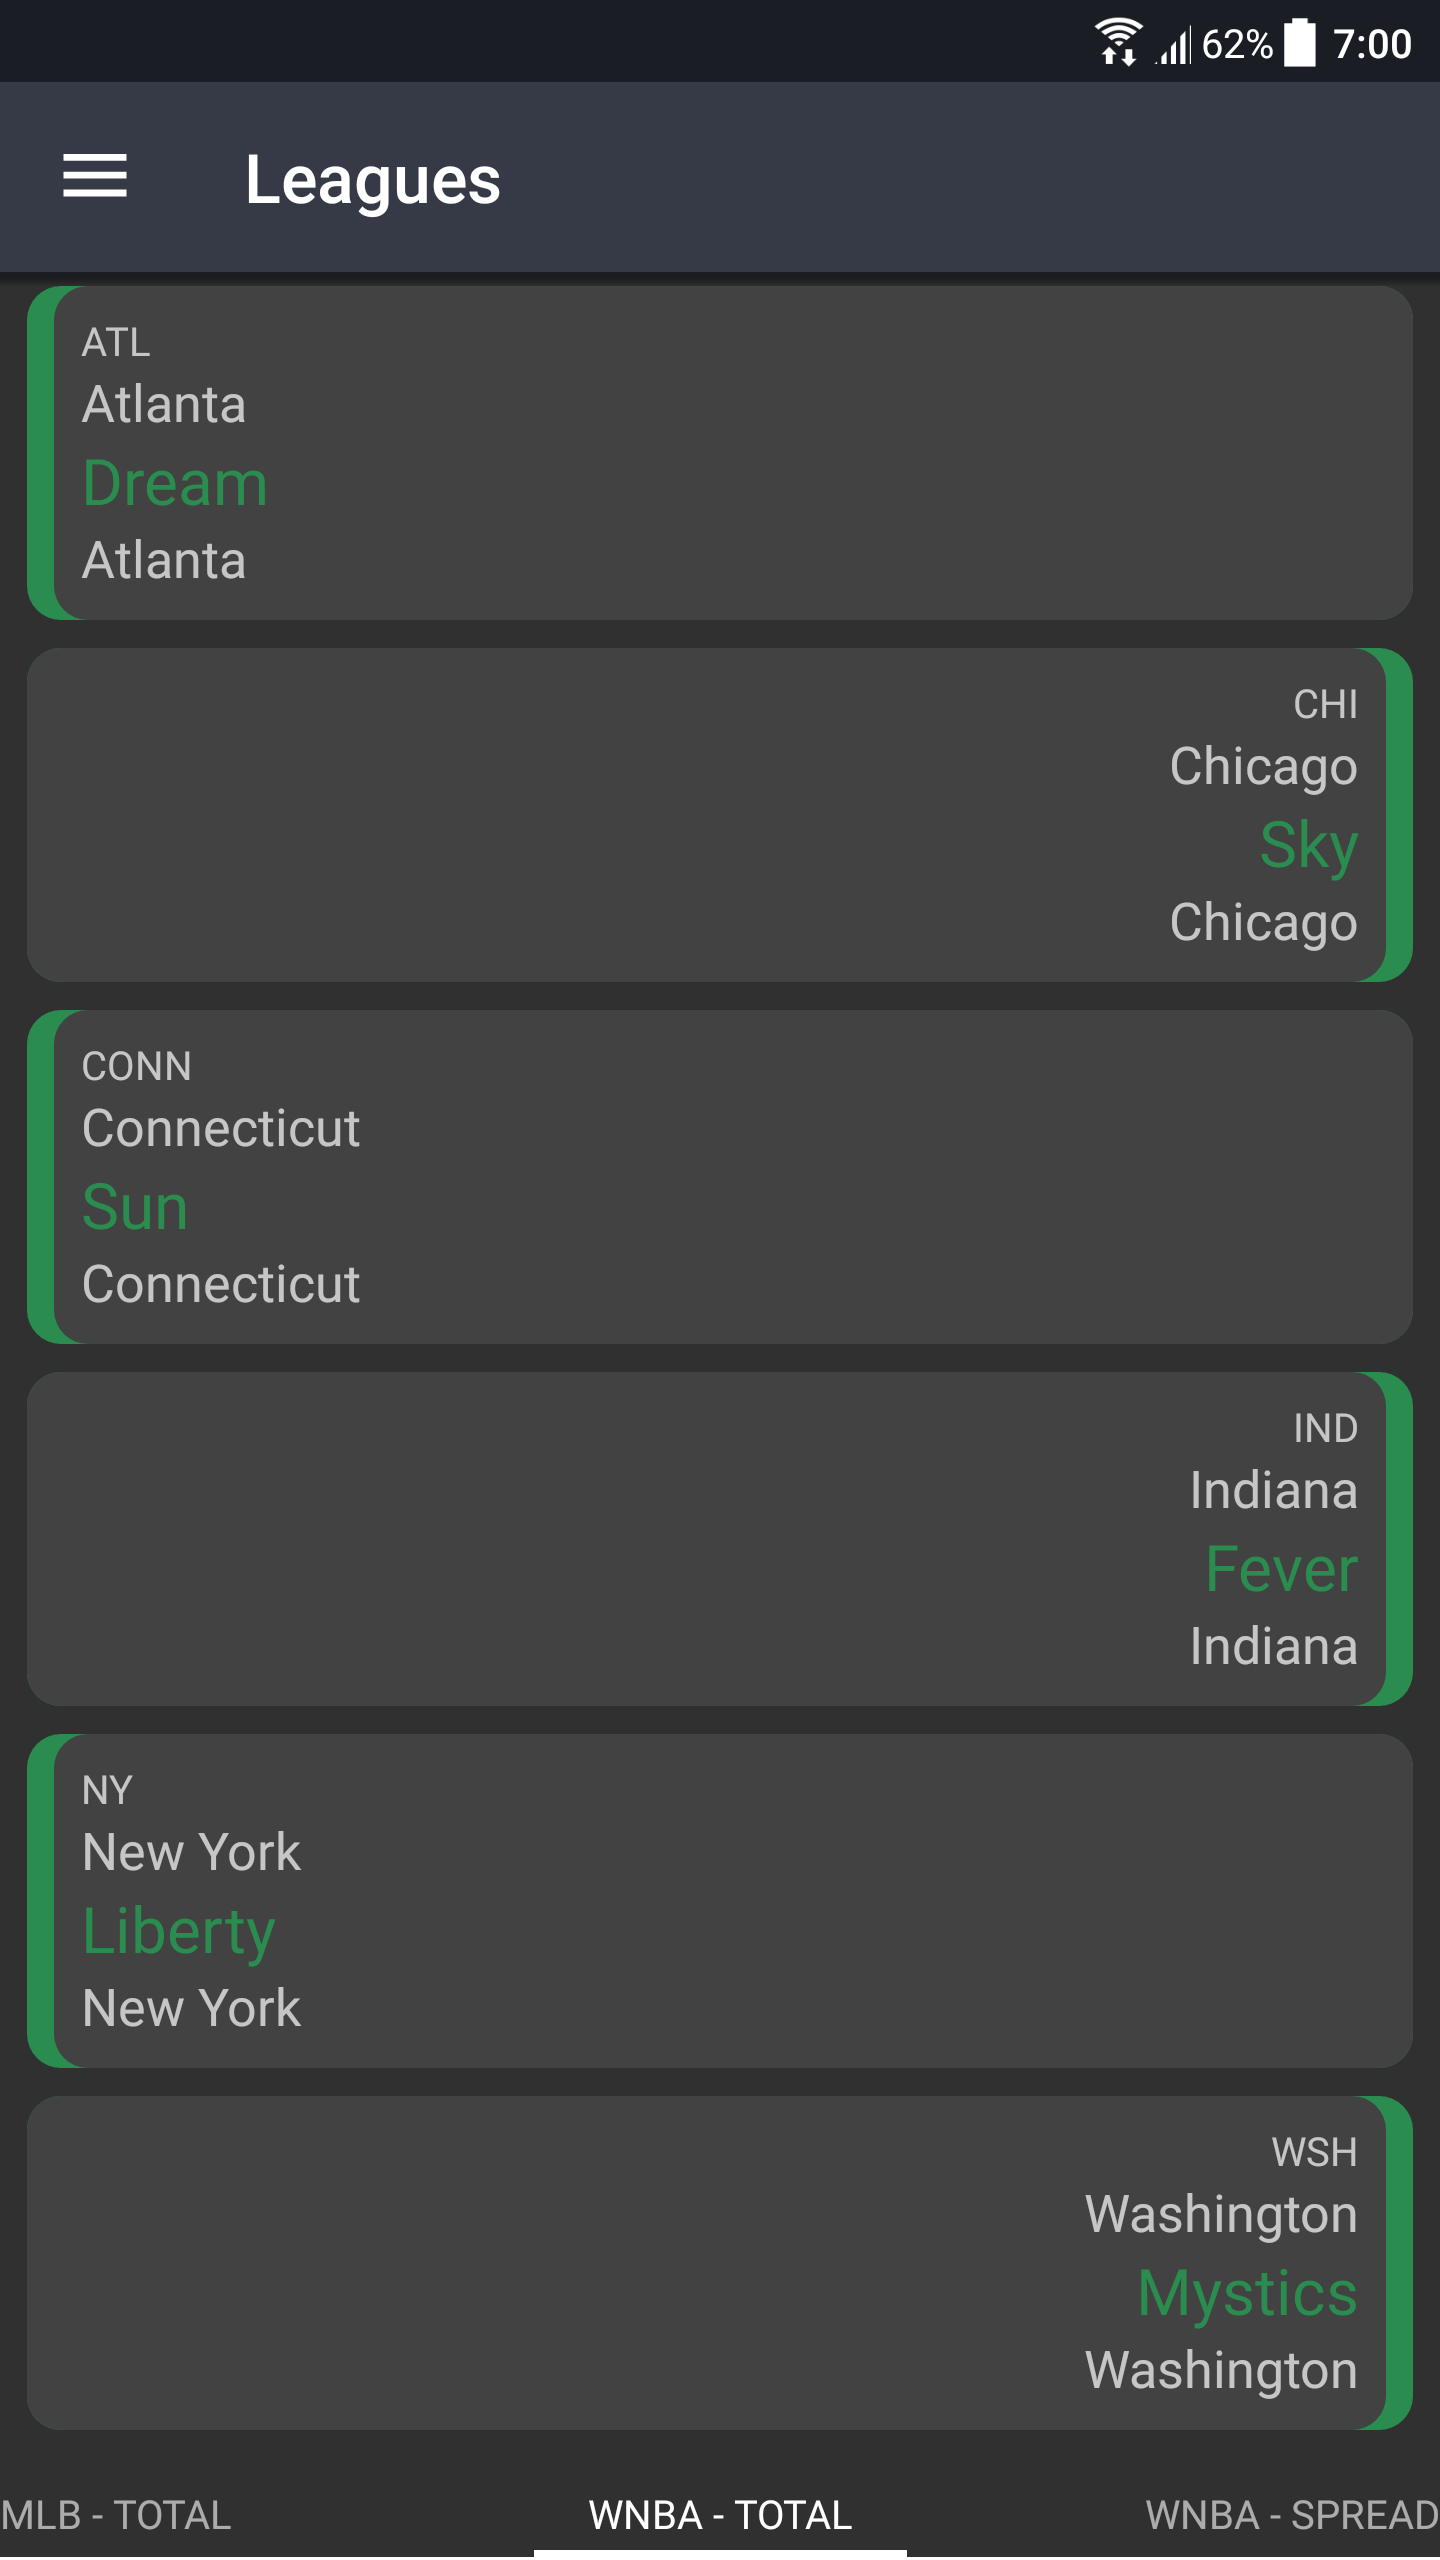 62% 7:00
Leagues
ATL
Atlanta
Dream
Atlanta
CHI
Chicago
Sky
Chicago
CONN
Connecticut
Sun
Connecticut
IND
Indiana
Fever
Indiana
NY
New York
Liberty
New York
WSH
Washington
Mystics
Washington
MLB - TOTAL WNBA - TOTAL WNBA - SPREAD